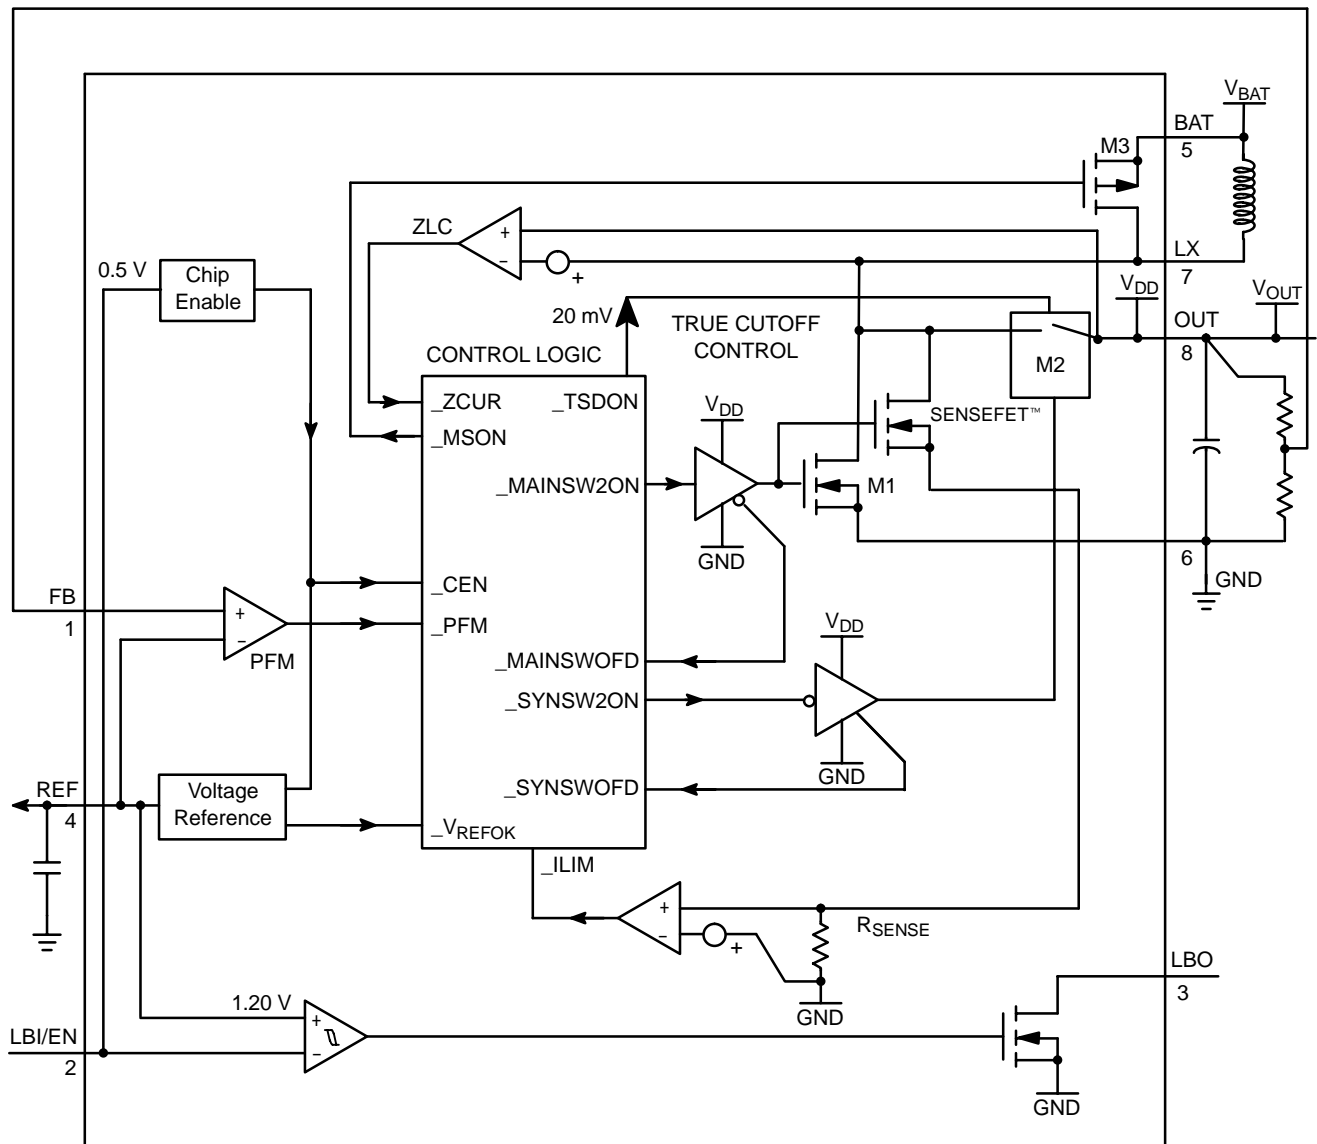 V_BAT
BAT
5
M3
ZLC
+
−
+
LX
7
0.5 V
Chip
Enable
20 mV
TRUE CUTOFF
CONTROL
V_DD
V_OUT
OUT
8
M2
CONTROL LOGIC
_ZCUR
_TSDON
_MSON
V_DD
SENSEFET™
_MAINSW2ON
M1
GND
6
GND
_CEN
FB
1
+
−
PFM
_PFM
_MAINSWOFD
V_DD
_SYNSW2ON
GND
_SYNSWOFD
REF
4
Voltage
Reference
_V_REFOK
_ILIM
+
−
+
R_SENSE
GND
LBO
3
1.20 V
+
−
LBI/EN
2
GND